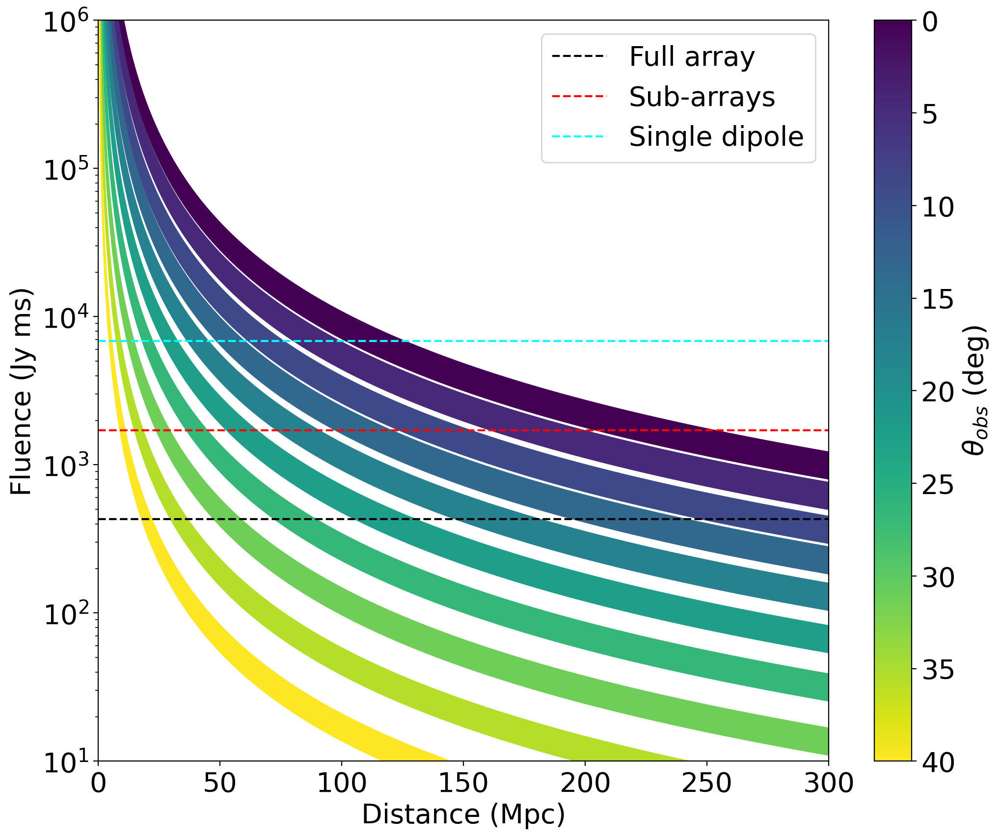 10^6
10^5
10^4
10^3
10^2
10^1
Fluence (Jy ms)
0 50 100 150 200 250 300
Distance (Mpc)
Full array
Sub-arrays
Single dipole
0
5
10
15
20
25
30
35
40
θ_obs (deg)